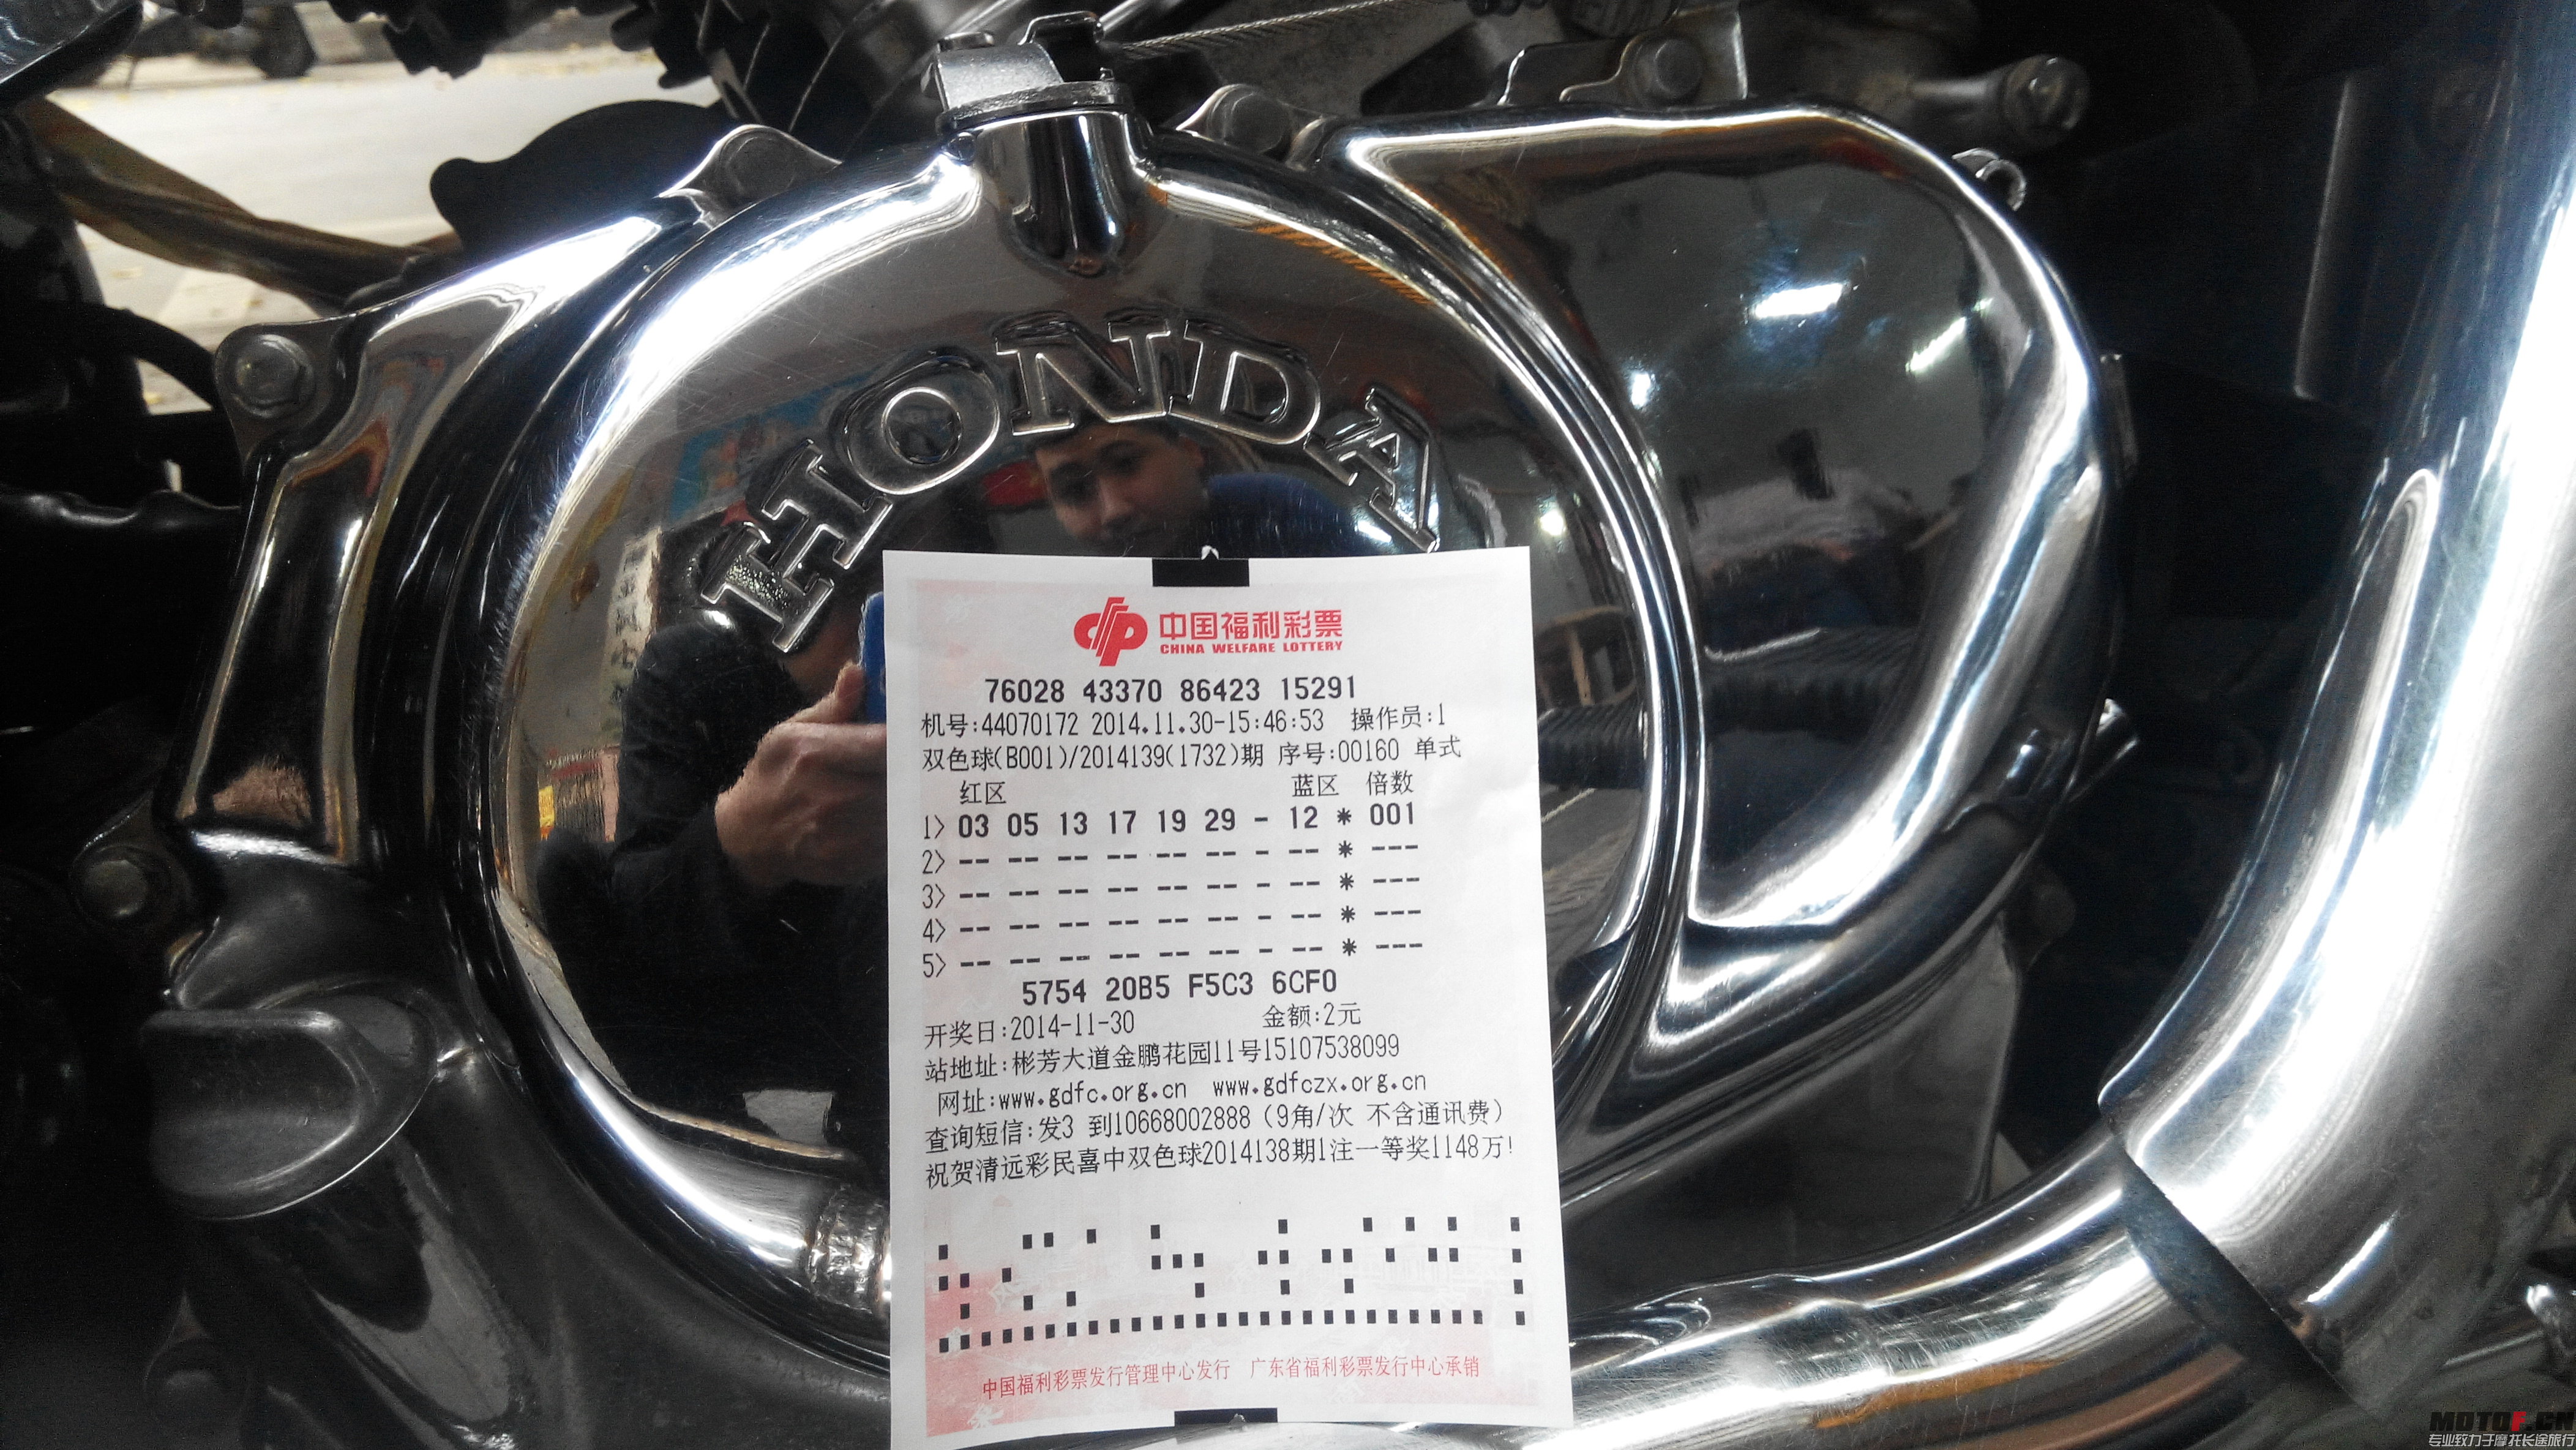 HONDA
中国福利彩票
CHINA WELFARE LOTTERY
76028 43370 86423 15291
机号:44070172 2014.11.30-15:46:53 操作员:1
双色球(B001)/2014139(1732)期 序号:00160 单式
红区 蓝区 倍数
1> 03 05 13 17 19 29 - 12 * 001
2> -- -- -- -- -- -- - -- * ---
3> -- -- -- -- -- -- - -- * ---
4> -- -- -- -- -- -- - -- * ---
5> -- -- -- -- -- -- - -- * ---
5754 20B5 F5C3 6CF0
开奖日:2014-11-30 金额:2元
站地址:彬芳大道金鹏花园11号15107538099
网址:www.gdfc.org.cn www.gdfczx.org.cn
查询短信:发3 到10668002888（9角/次 不含通讯费）
祝贺清远彩民喜中双色球2014138期1注一等奖1148万!
中国福利彩票发行管理中心发行 广东省福利彩票发行中心承销
MOTOF.CN
专业致力于摩托长途旅行